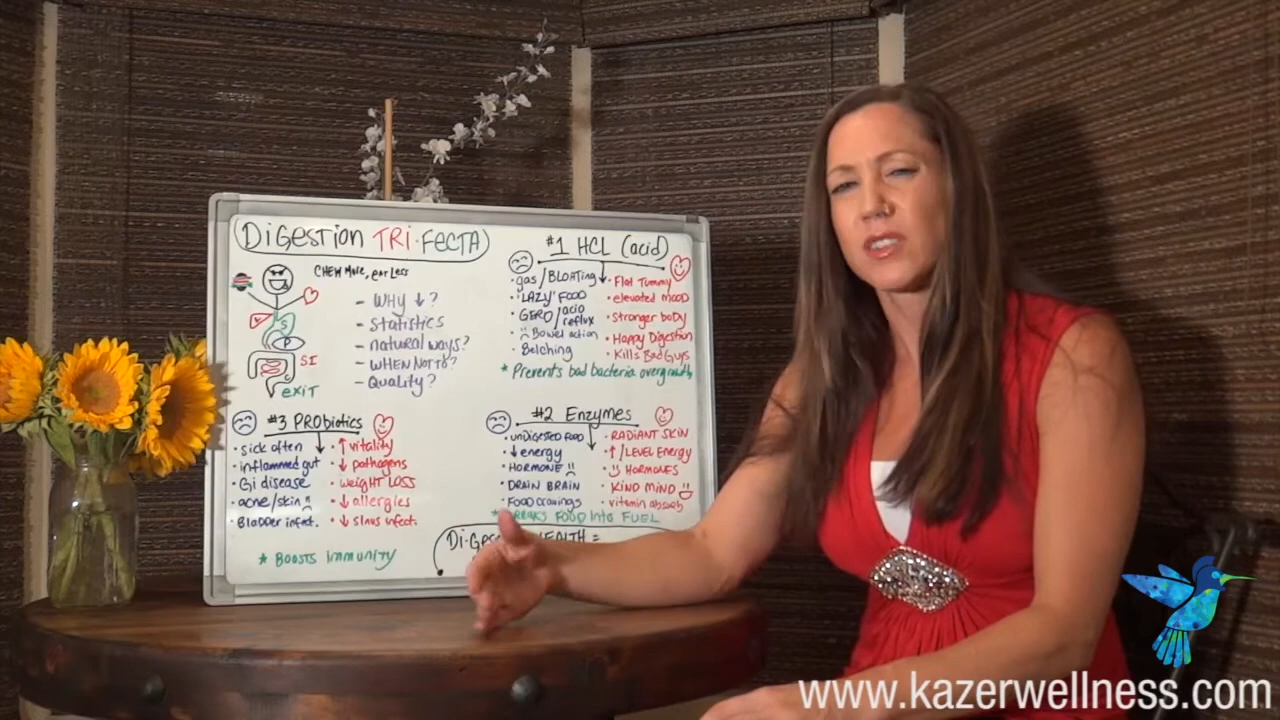 DiGESTiON TRi-FECTA
CHEW More, eat Less
S
P
SI
EXIT
- WHY ↓?
- Statistics
- natural ways?
- WHEN NOT TO?
- Quality?
#1 HCL (acid)
• gas/BLOATiNG
• "LAZY" FOOD
• GERD/acid reflux
• Bowel action
• Belching
• Flat Tummy
• elevated MOOD
• Stronger body
• Happy Digestion
• Kills Bad Guys
* Prevents bad bacteria overgrowth
#3 PRObiotics
• sick often
• inflammed gut
• Gi disease
• acne/skin
• Bladder infect.
• ↑ vitality
• ↓ pathogens
• weight LOSS
• ↓ allergies
• ↓ sinus infect.
* BOOSTS immunity
#2 Enzymes
• unDigested FOOD
• ↓ energy
• HORMONE
• DRAIN BRAIN
• FOOD cravings
• RADIANT SKIN
• ↑/LEVEL Energy
• HORMONES
• KIND MIND
• vitamin absorb
* BREAKS FOOD INTO FUEL
HEALTH =
www.kazerwellness.com